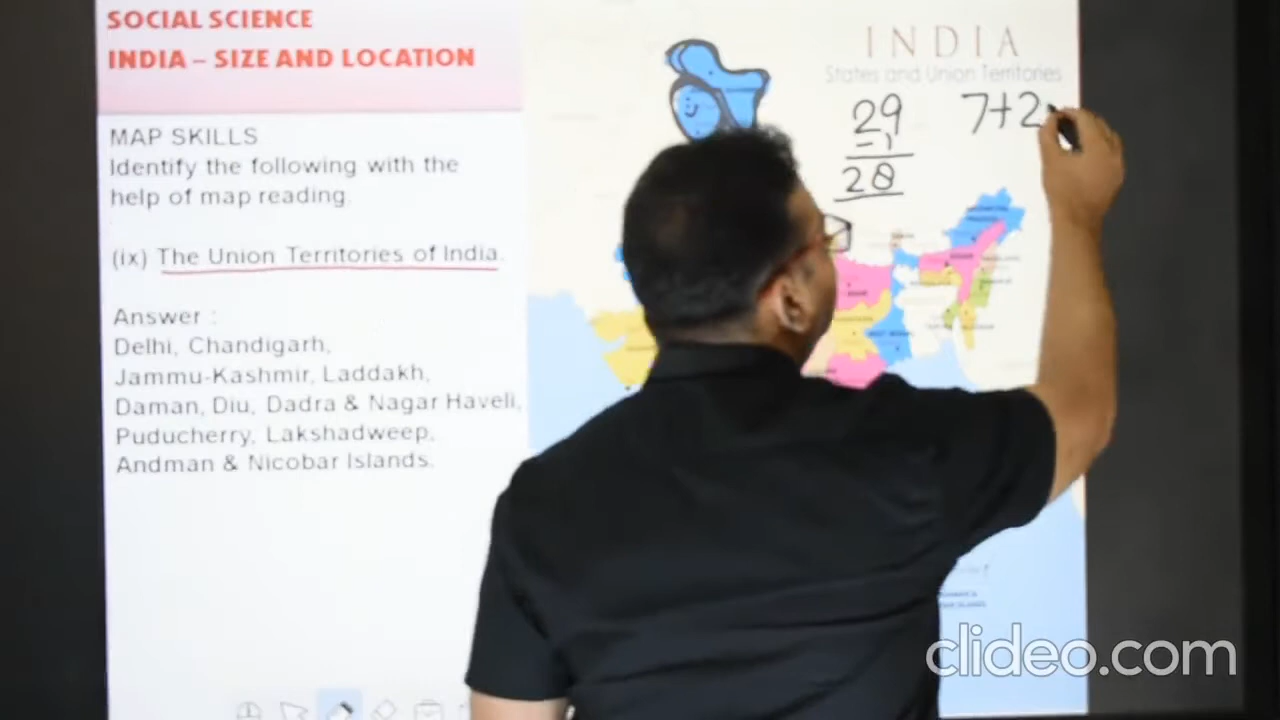 SOCIAL SCIENCE
INDIA – SIZE AND LOCATION
MAP SKILLS
Identify the following with the
help of map reading.
(ix) The Union Territories of India.
Answer :
Delhi, Chandigarh,
Jammu-Kashmir, Laddakh,
Daman, Diu, Dadra & Nagar Haveli,
Puducherry, Lakshadweep,
Andman & Nicobar Islands.
INDIA
States and Union Territories
29
-1
28
7+2
clideo.com